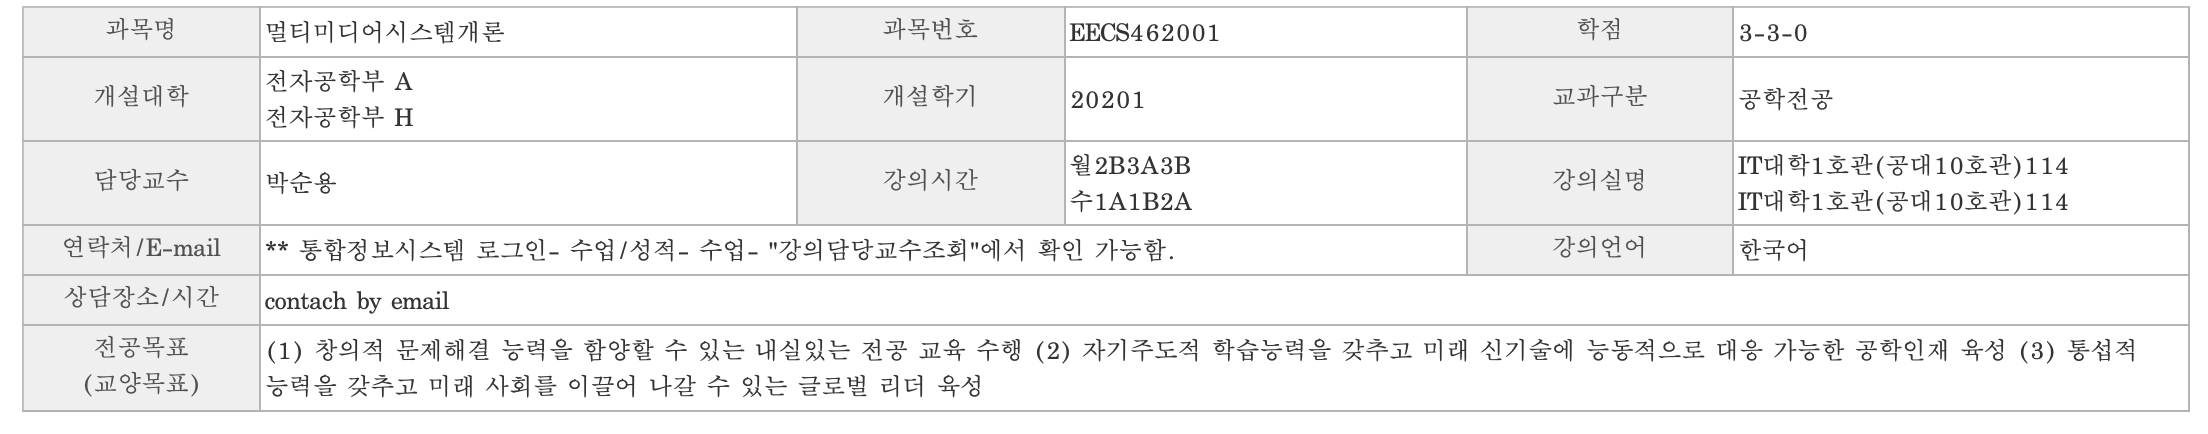 과목명 멀티미디어시스템개론 과목번호 EECS462001 학점 3-3-0
개설대학 전자공학부 A 개설학기 20201 교과구분 공학전공
전자공학부 H
담당교수 박순용 강의시간 월2B3A3B 강의실명 IT대학1호관(공대10호관)114
수1A1B2A IT대학1호관(공대10호관)114
연락처/E-mail ** 통합정보시스템 로그인- 수업/성적- 수업- "강의담당교수조회"에서 확인 가능함. 강의언어 한국어
상담장소/시간 contach by email
전공목표 (1) 창의적 문제해결 능력을 함양할 수 있는 내실있는 전공 교육 수행 (2) 자기주도적 학습능력을 갖추고 미래 신기술에 능동적으로 대응 가능한 공학인재 육성 (3) 통섭적
(교양목표) 능력을 갖추고 미래 사회를 이끌어 나갈 수 있는 글로벌 리더 육성